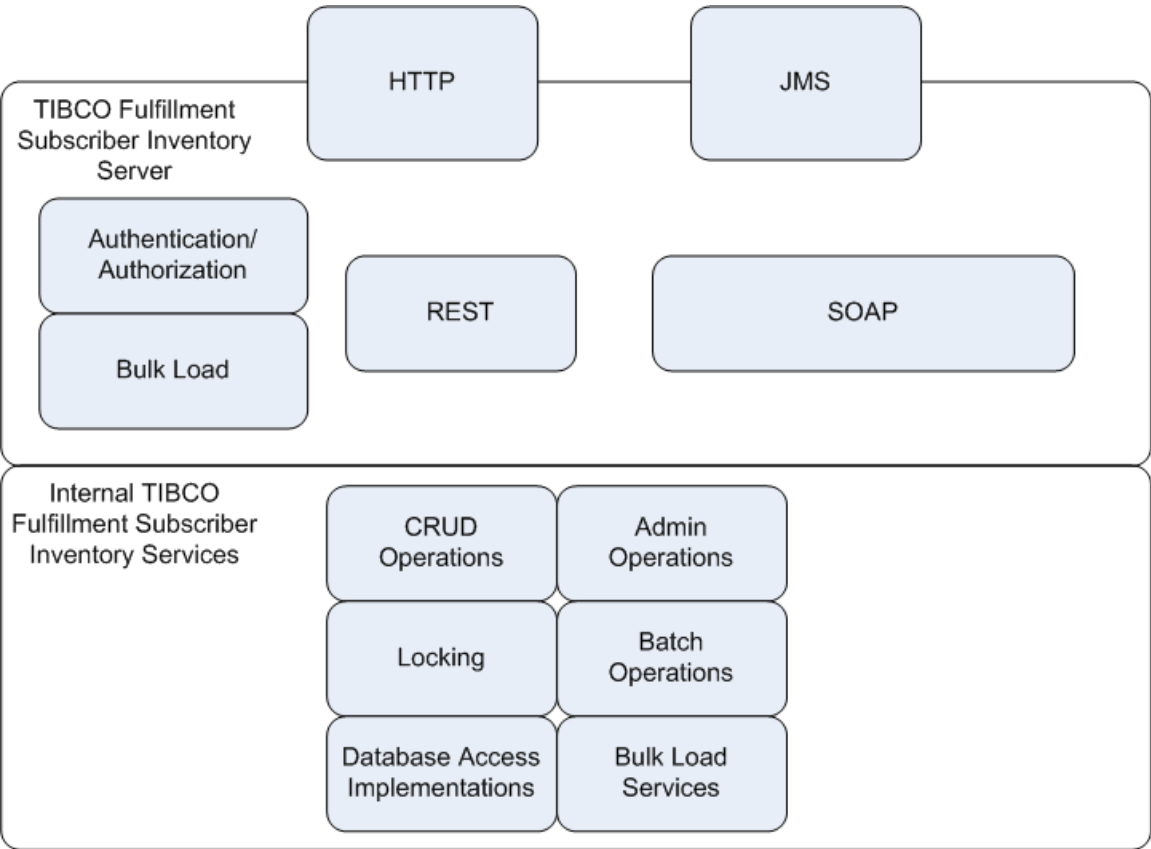 HTTP
JMS
TIBCO Fulfillment
Subscriber Inventory
Server
Authentication/
Authorization
Bulk Load
REST
SOAP
Internal TIBCO
Fulfillment Subscriber
Inventory Services
CRUD
Operations
Admin
Operations
Locking
Batch
Operations
Database Access
Implementations
Bulk Load
Services